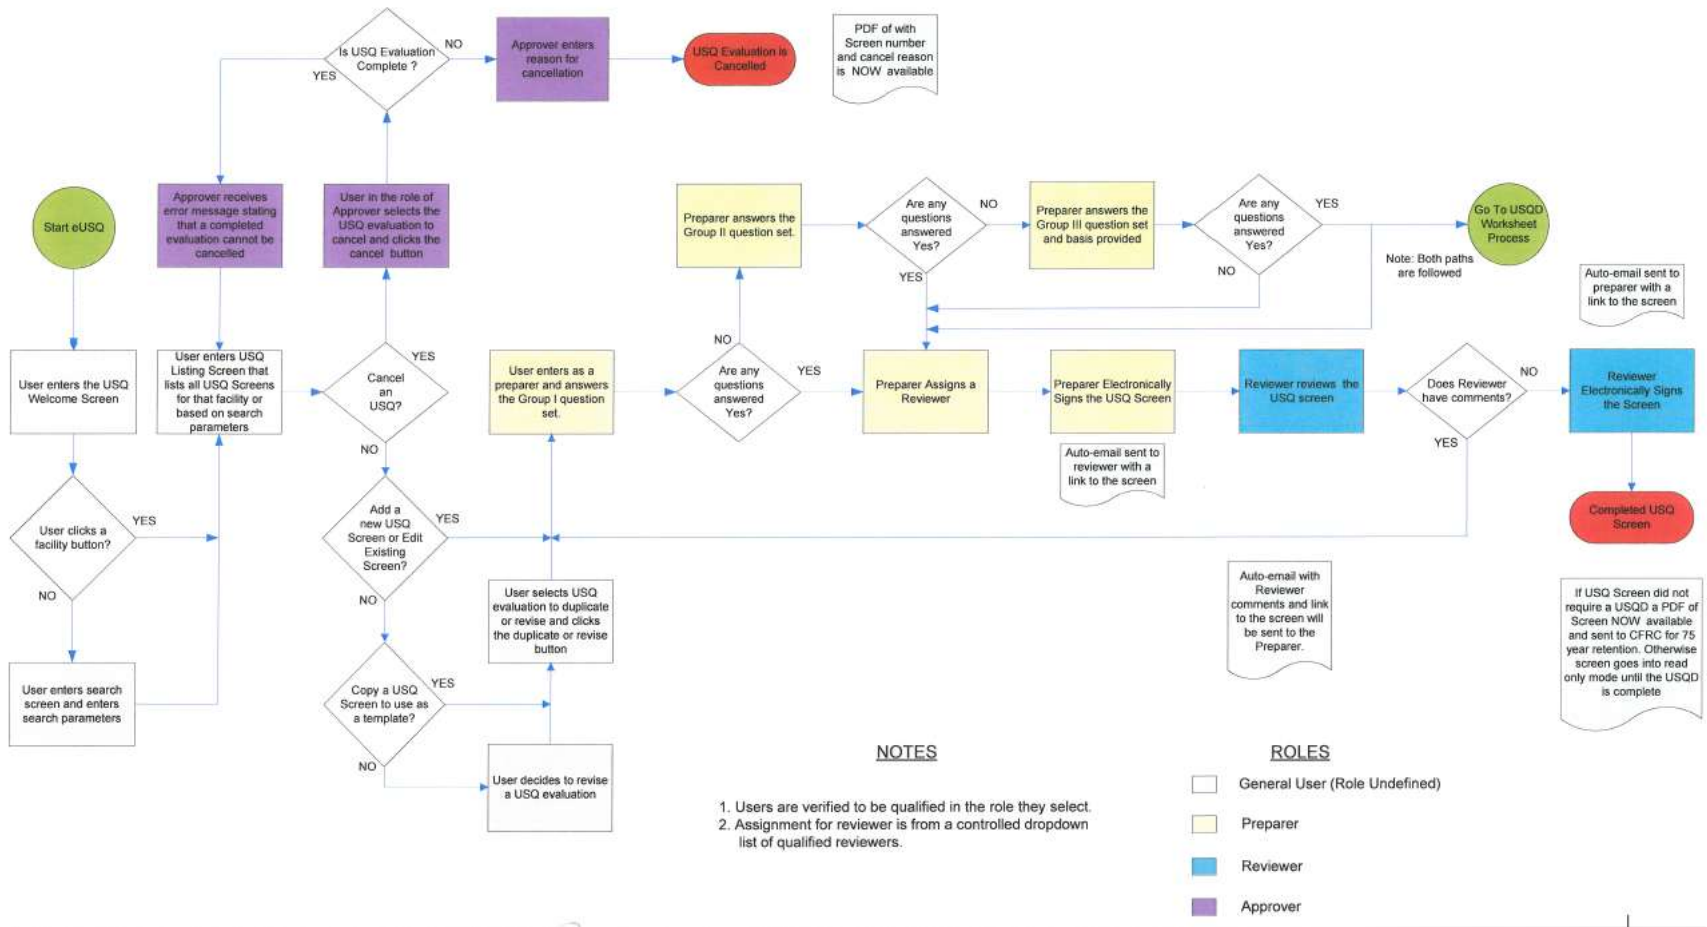 Is USQ Evaluation
Complete ?
NO
YES
Approver enters
reason for
cancellation
USQ Evaluation is
Cancelled
PDF of with
Screen number
and cancel reason
is NOW available
Start eUSQ
Approver receives
error message stating
that a completed
evaluation cannot be
cancelled
User in the role of
Approver selects the
USQ evaluation to
cancel and clicks the
cancel button
Preparer answers the
Group II question set.
Are any
questions
answered
Yes?
NO
YES
Preparer answers the
Group III question set
and basis provided
Are any
questions
answered
Yes?
YES
NO
Go To USQD
Worksheet
Process
Note: Both paths
are followed
Auto-email sent to
preparer with a
link to the screen
User enters the USQ
Welcome Screen
User enters USQ
Listing Screen that
lists all USQ Screens
for that facility or
based on search
parameters
Cancel
an
USQ?
YES
NO
User enters as a
preparer and answers
the Group I question
set.
Are any
questions
answered
Yes?
NO
YES
Preparer Assigns a
Reviewer
Preparer Electronically
Signs the USQ Screen
Reviewer reviews the
USQ screen
Does Reviewer
have comments?
NO
YES
Reviewer
Electronically Signs
the Screen
Auto-email sent to
reviewer with a
link to the screen
User clicks a
facility button?
YES
NO
Add a
new USQ
Screen or Edit
Existing
Screen?
YES
NO
Completed USQ
Screen
User selects USQ
evaluation to duplicate
or revise and clicks
the duplicate or revise
button
Auto-email with
Reviewer
comments and link
to the screen will
be sent to the
Preparer.
If USQ Screen did not
require a USQD a PDF of
Screen NOW available
and sent to CFRC for 75
year retention. Otherwise
screen goes into read
only mode until the USQD
is complete
User enters search
screen and enters
search parameters
Copy a USQ
Screen to use as
a template?
YES
NO
User decides to revise
a USQ evaluation
NOTES
1. Users are verified to be qualified in the role they select.
2. Assignment for reviewer is from a controlled dropdown
list of qualified reviewers.
ROLES
General User (Role Undefined)
Preparer
Reviewer
Approver